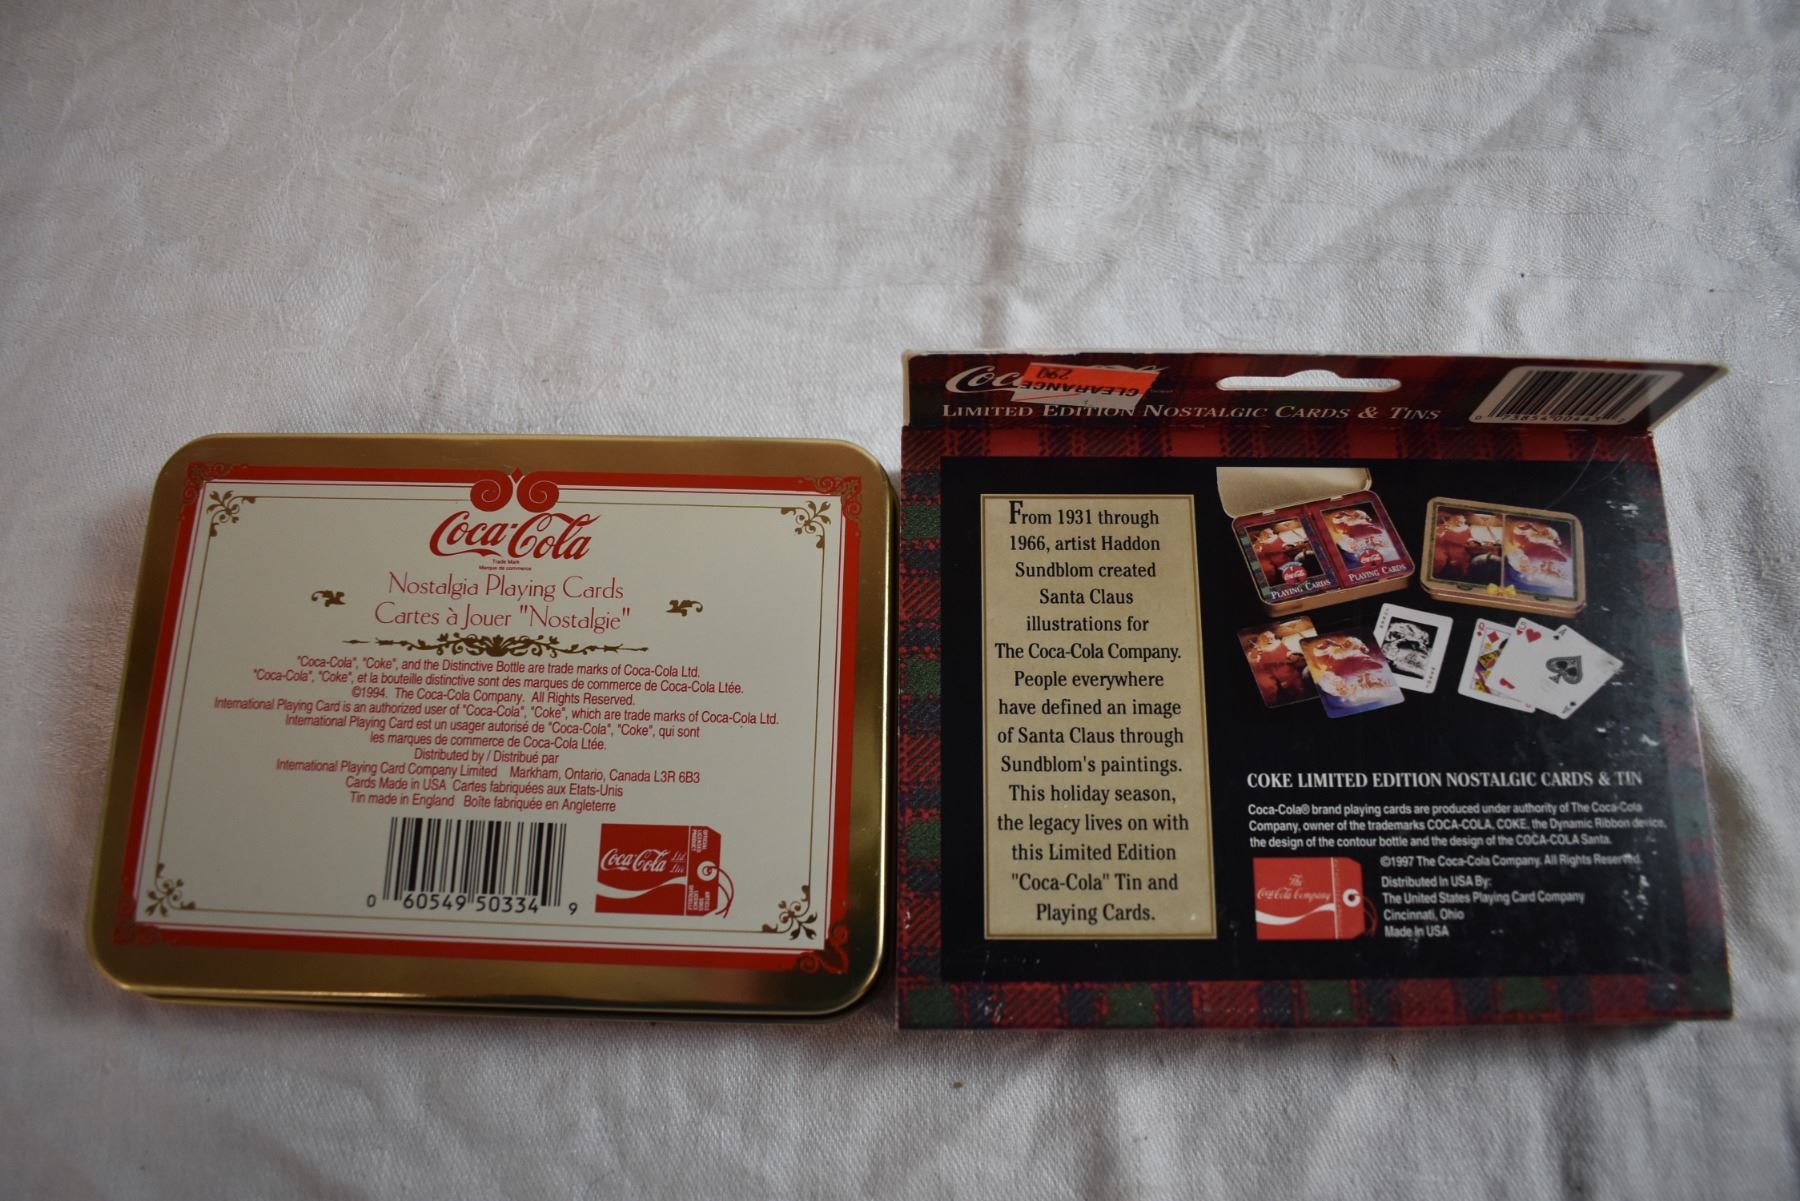 Coca-Cola
Trade Mark
Marque de commerce
Nostalgia Playing Cards
Cartes à Jouer "Nostalgie"
"Coca-Cola", "Coke", and the Distinctive Bottle are trade marks of Coca-Cola Ltd.
"Coca-Cola", "Coke", et la bouteille distinctive sont des marques de commerce de Coca-Cola Ltée.
©1994. The Coca-Cola Company. All Rights Reserved.
International Playing Card is an authorized user of "Coca-Cola", "Coke", which are trade marks of Coca-Cola Ltd.
International Playing Card est un usager autorisé de "Coca-Cola", "Coke", qui sont
les marques de commerce de Coca-Cola Ltée.
Distributed by / Distribué par
International Playing Card Company Limited Markham, Ontario, Canada L3R 6B3
Cards Made in USA Cartes fabriquées aux Etats-Unis
Tin made in England Boîte fabriquée en Angleterre
0 60549 50334 9
Coca-Cola Ltd.
Ltée
CLEARANCE
290
LIMITED EDITION NOSTALGIC CARDS & TINS
From 1931 through
1966, artist Haddon
Sundblom created
Santa Claus
illustrations for
The Coca-Cola Company.
People everywhere
have defined an image
of Santa Claus through
Sundblom's paintings.
This holiday season,
the legacy lives on with
this Limited Edition
"Coca-Cola" Tin and
Playing Cards.
PLAYING CARDS
PLAYING CARDS
COKE LIMITED EDITION NOSTALGIC CARDS & TIN
Coca-Cola® brand playing cards are produced under authority of The Coca-Cola
Company, owner of the trademarks COCA-COLA, COKE, the Dynamic Ribbon device,
the design of the contour bottle and the design of the COCA-COLA Santa.
The
Coca-Cola Company
©1997 The Coca-Cola Company. All Rights Reserved.
Distributed In USA By:
The United States Playing Card Company
Cincinnati, Ohio
Made In USA